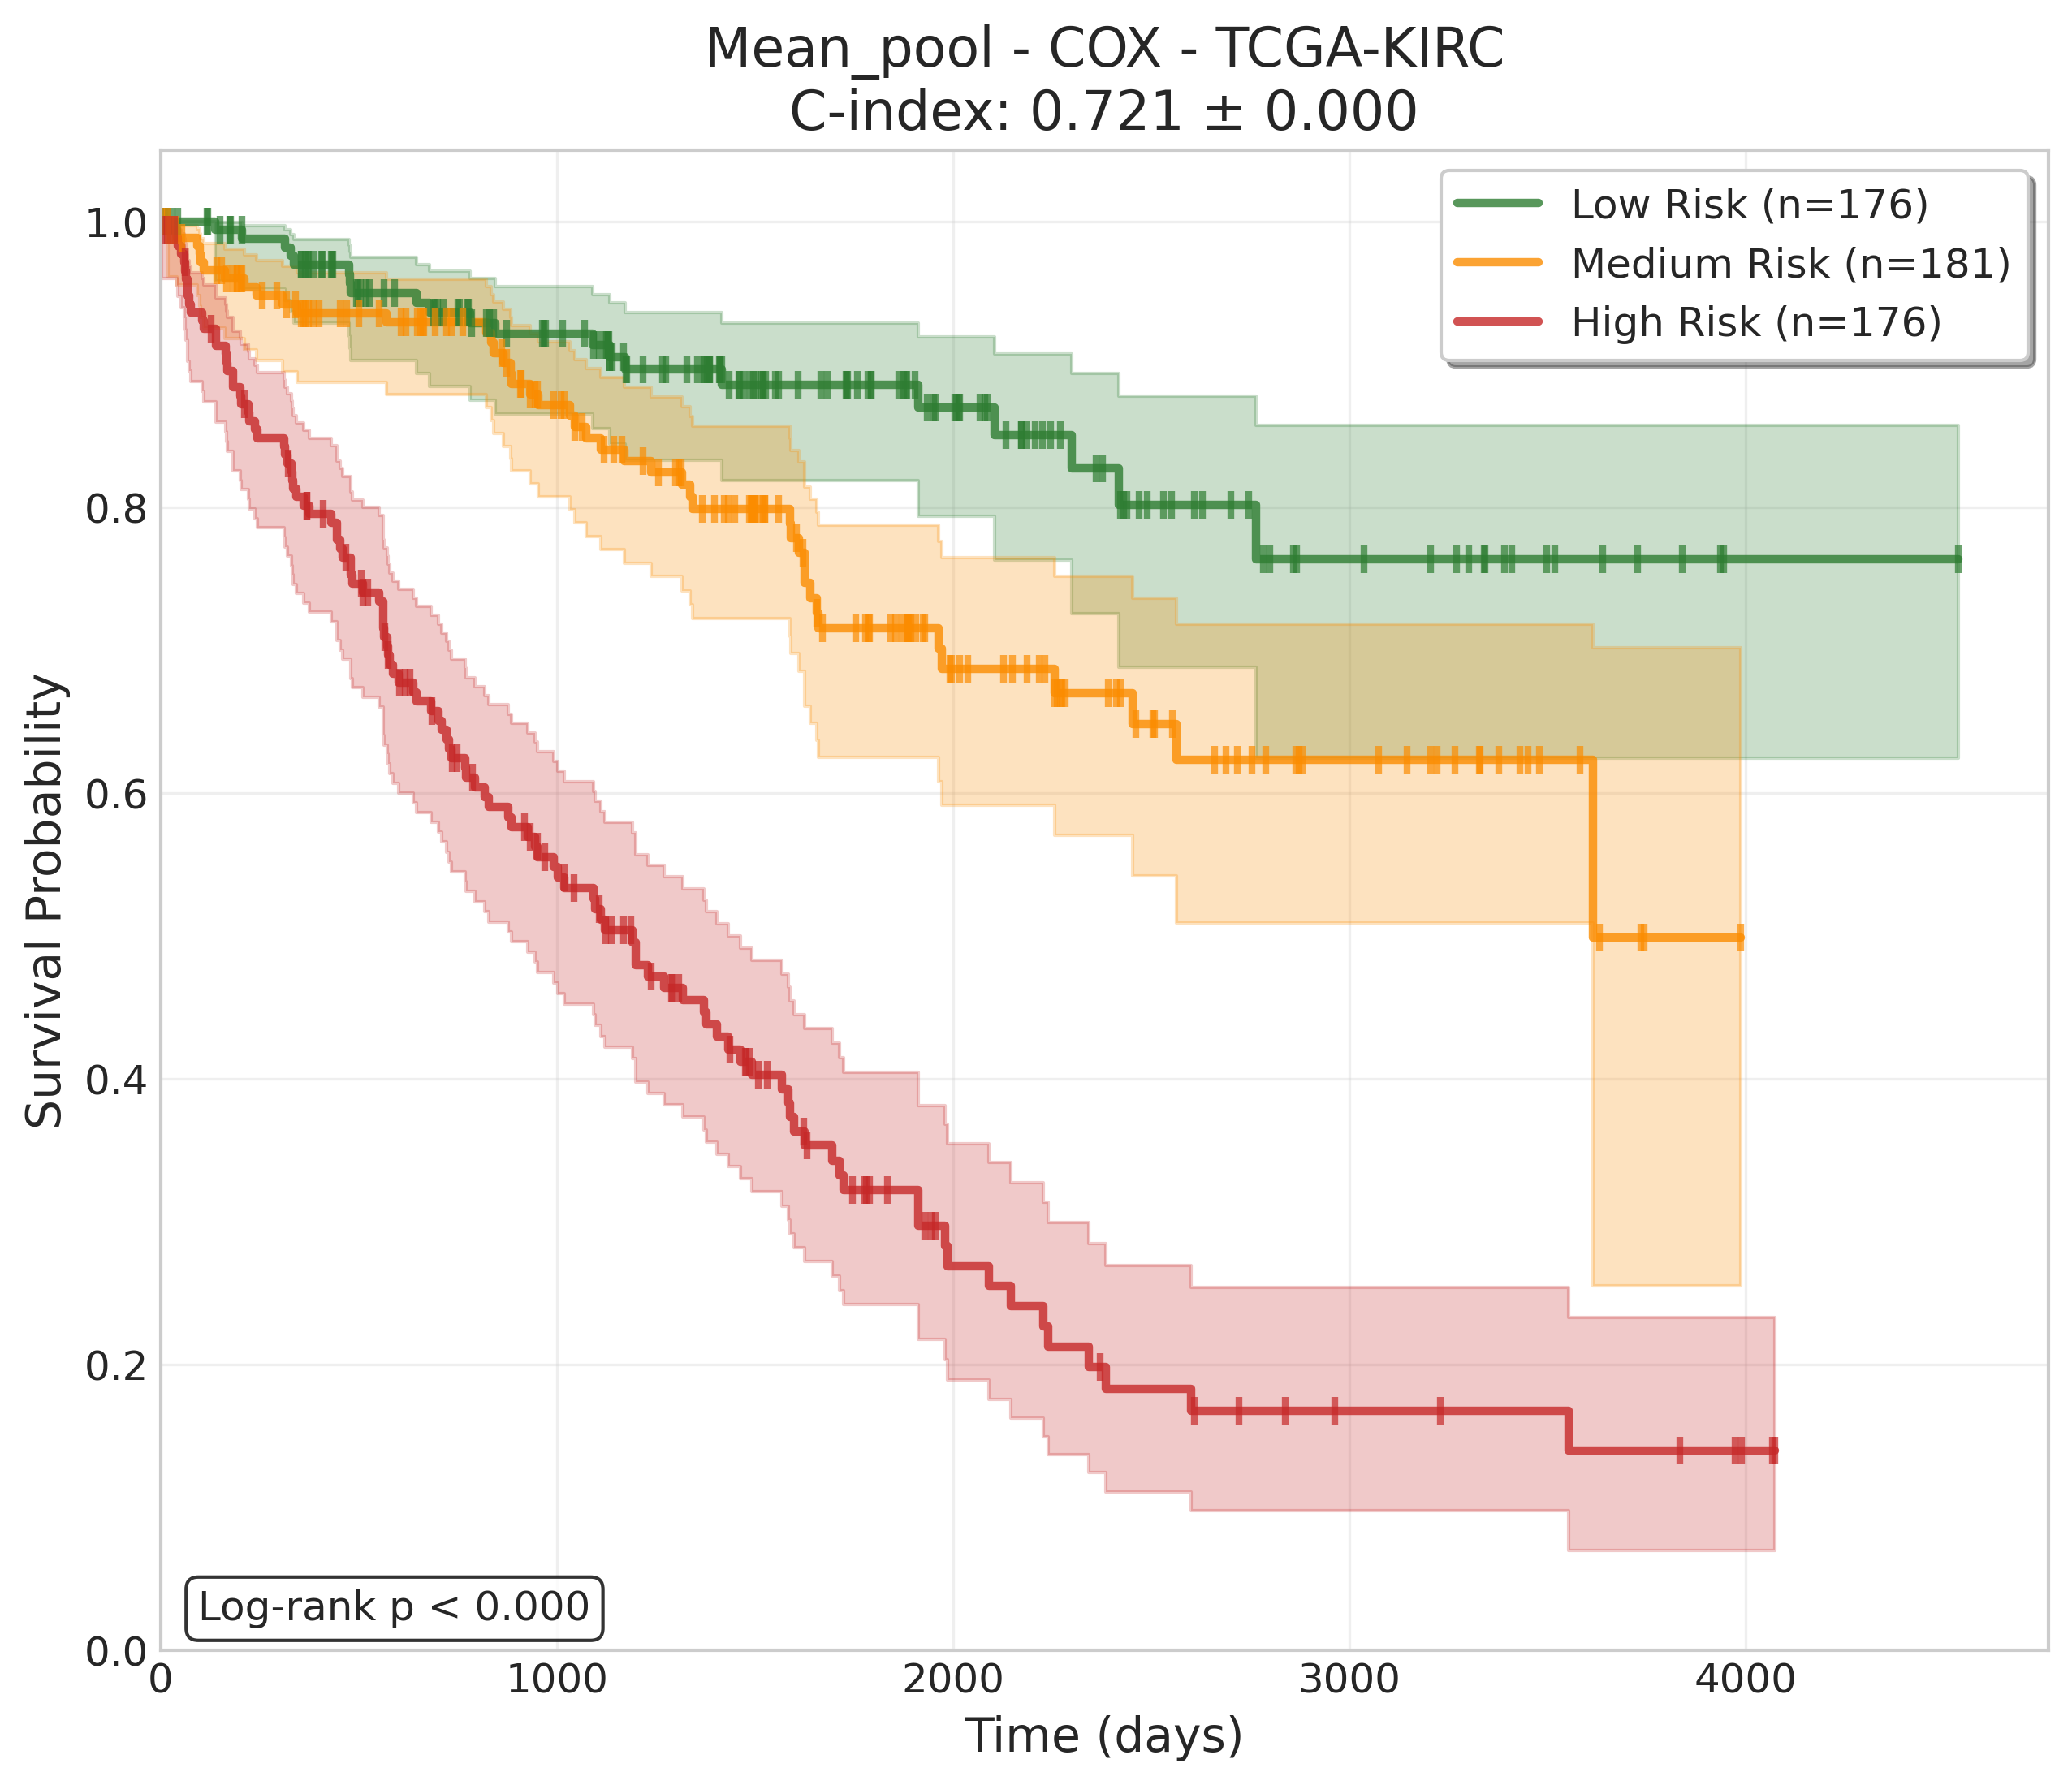 Mean_pool - COX - TCGA-KIRC
C-index: 0.721 ± 0.000
Low Risk (n=176)
Medium Risk (n=181)
High Risk (n=176)
Survival Probability
1.0
0.8
0.6
0.4
0.2
0.0
Log-rank p < 0.000
0 1000 2000 3000 4000
Time (days)